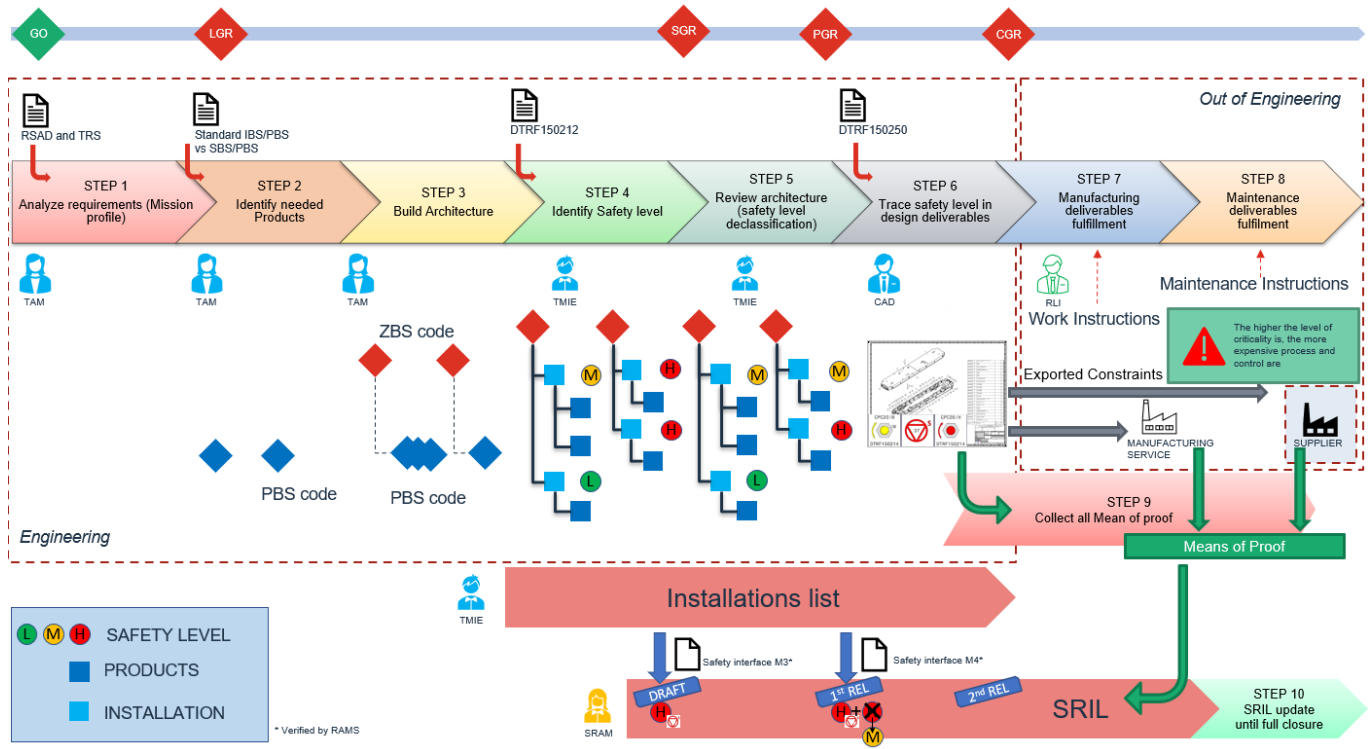 GO
LGR
SGR
PGR
CGR
Out of Engineering
RSAD and TRS
Standard IBS/PBS
vs SBS/PBS
DTRF150212
DTRF150250
STEP 1
Analyze requirements (Mission
profile)
STEP 2
Identify needed
Products
STEP 3
Build Architecture
STEP 4
Identify Safety level
STEP 5
Review architecture
(safety level
declassification)
STEP 6
Trace safety level in
design deliverables
STEP 7
Manufacturing
deliverables
fulfillment
STEP 8
Maintenance
deliverables
fulfilment
TAM
TAM
TAM
TMIE
TMIE
CAD
RLI
Work Instructions
Maintenance Instructions
ZBS code
PBS code
PBS code
M
H
H
L
M
M
H
L
The higher the level of
criticality is, the more
expensive process and
control are
Exported Constraints
MANUFACTURING
SERVICE
SUPPLIER
STEP 9
Collect all Mean of proof
Means of Proof
Engineering
TMIE
Installations list
Safety interface M3*
Safety interface M4*
DRAFT
H
1st REL
H
+
M
2nd REL
SRIL
SRAM
STEP 10
SRIL update
until full closure
L M H SAFETY LEVEL
PRODUCTS
INSTALLATION
* Verified by RAMS